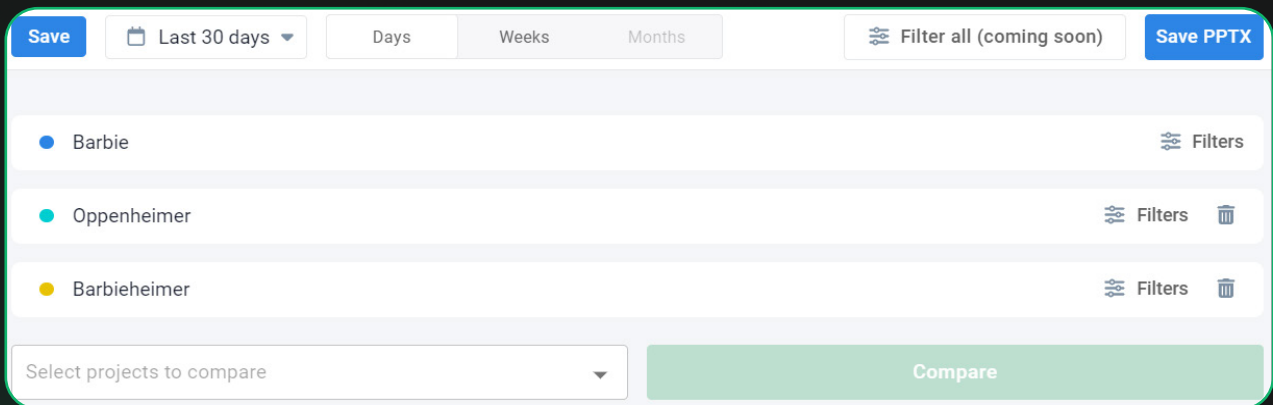 Save Last 30 days Days Weeks Months Filter all (coming soon) Save PPTX
Barbie Filters
Oppenheimer Filters
Barbieheimer Filters
Select projects to compare Compare